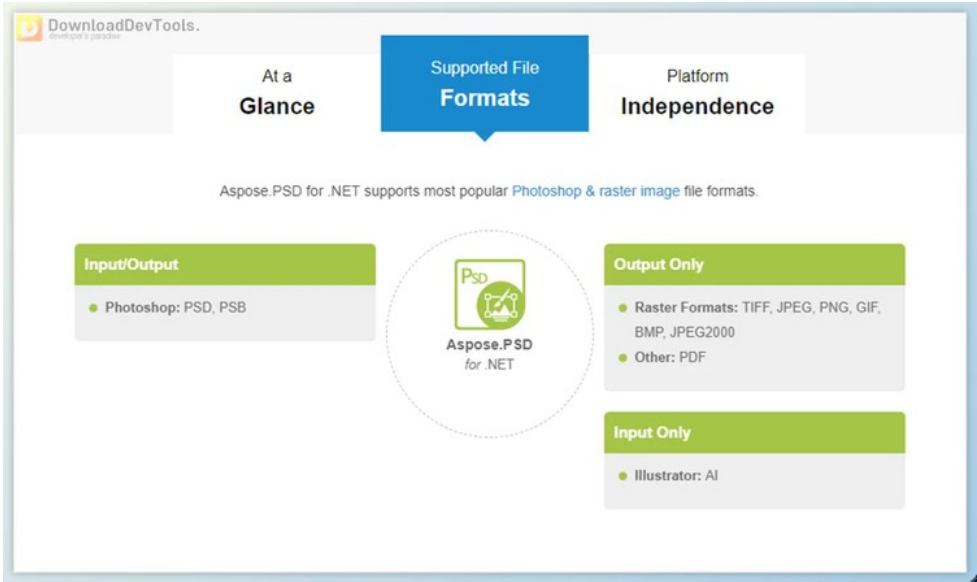 DownloadDevTools.
developer's paradise
At a
Glance
Supported File
Formats
Platform
Independence
Aspose.PSD for .NET supports most popular Photoshop & raster image file formats.
Input/Output
Photoshop: PSD, PSB
PSD
Aspose.PSD
for .NET
Output Only
Raster Formats: TIFF, JPEG, PNG, GIF,
BMP, JPEG2000
Other: PDF
Input Only
Illustrator: AI